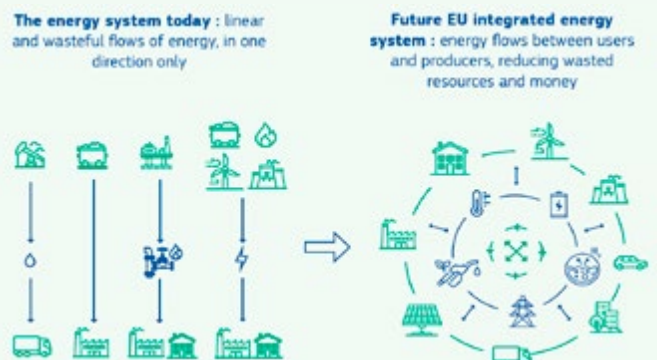 The energy system today : linear
and wasteful flows of energy, in one
direction only
Future EU integrated energy
system : energy flows between users
and producers, reducing wasted
resources and money